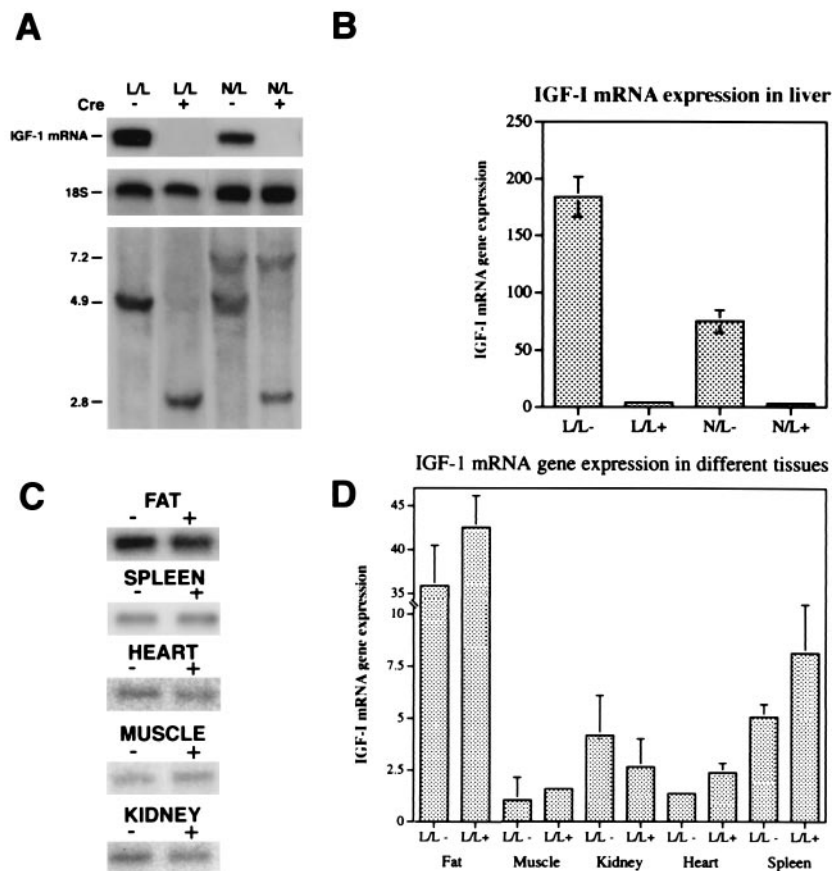 A
L/L L/L N/L N/L
Cre - + - +
IGF-1 mRNA
18S
7.2
4.9
2.8
B
IGF-I mRNA expression in liver
IGF-I mRNA gene expression
250
200
150
100
50
0
L/L- L/L+ N/L- N/L+
C
FAT
- +
SPLEEN
- +
HEART
- +
MUSCLE
- +
KIDNEY
- +
IGF-1 mRNA gene expression in different tissues
D
IGF-1 mRNA gene expression
45
40
35
10
7.5
5
2.5
0
L/L - L/L+ L/L - L/L+ L/L - L/L+ L/L - L/L+ L/L - L/L+
Fat Muscle Kidney Heart Spleen